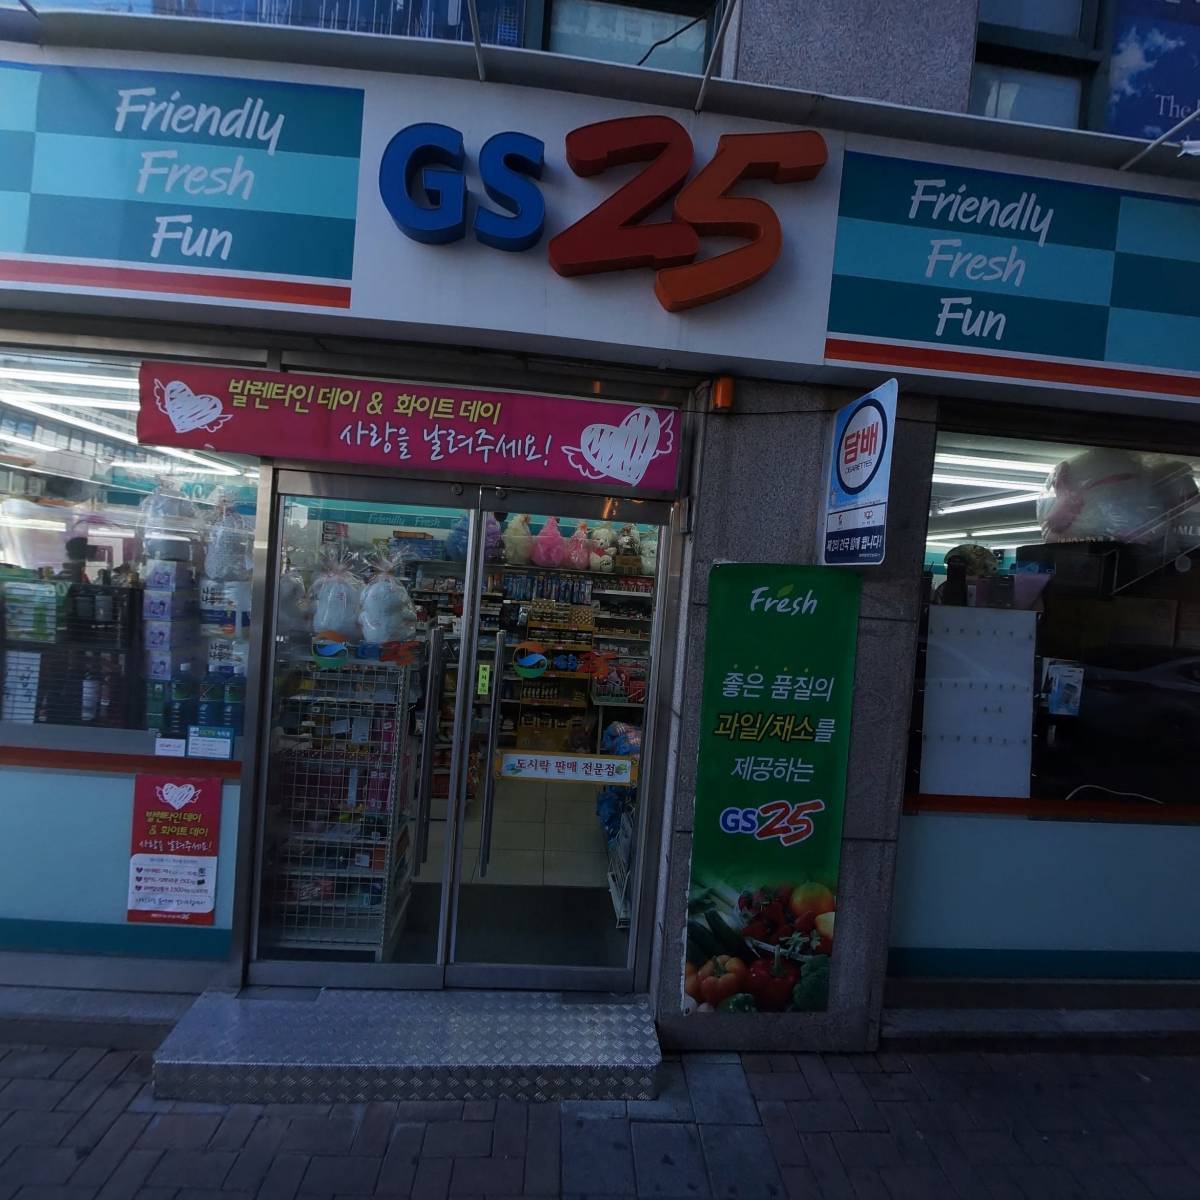 Friendly
Fresh
Fun
GS25
Friendly
Fresh
Fun
The
발렌타인 데이 & 화이트 데이
사랑을 날려주세요!
담배
CIGARETTES
Friendly Fresh
Fresh
좋은 품질의
과일/채소를
제공하는
GS25
도시락 판매 전문점
발렌타인 데이
& 화이트 데이
사랑을 날려주세요!